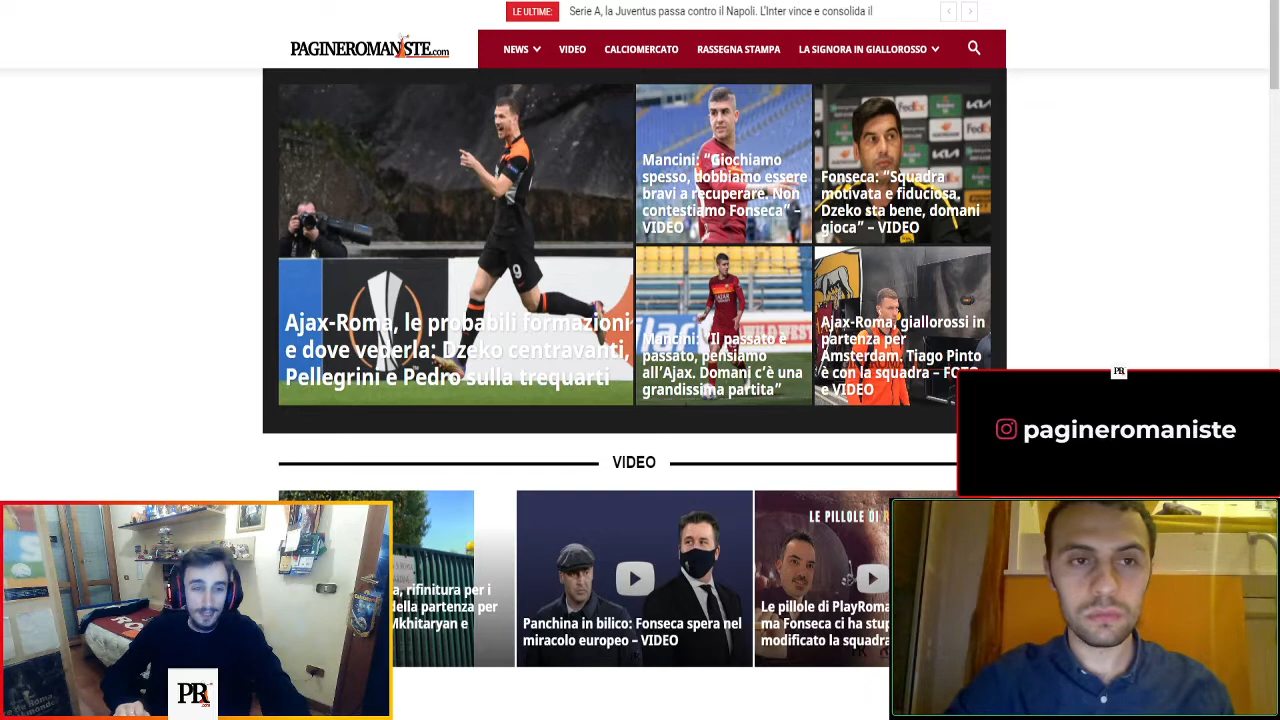 LE ULTIME:
Serie A, la Juventus passa contro il Napoli. L'Inter vince e consolida il
PAGINEROMANISTE.com
NEWS
VIDEO
CALCIOMERCATO
RASSEGNA STAMPA
LA SIGNORA IN GIALLOROSSO
Mancini: “Giochiamo
spesso, dobbiamo essere
bravi a recuperare. Non
contestiamo Fonseca” –
VIDEO
Fonseca: “Squadra
motivata e fiduciosa.
Dzeko sta bene, domani
gioca” – VIDEO
Ajax-Roma, le probabili formazioni
e dove vederla: Dzeko centravanti,
Pellegrini e Pedro sulla trequarti
Mancini: “Il passato è
passato, pensiamo
all’Ajax. Domani c’è una
grandissima partita”
Ajax-Roma, giallorossi in
partenza per
Amsterdam. Tiago Pinto
è con la squadra – FOTO
e VIDEO
PR
pagineromaniste
VIDEO
a, rifinitura per i
della partenza per
Mkhitaryan e
Panchina in bilico: Fonseca spera nel
miracolo europeo – VIDEO
LE PILLOLE DI
Le pillole di PlayRoma
ma Fonseca ci ha
modificato la squadra
PR
.com